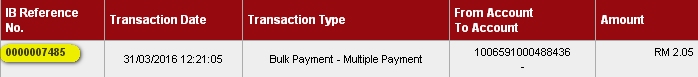 IB Reference No. Transaction Date Transaction Type From Account To Account Amount
0000007485 31/03/2016 12:21:05 Bulk Payment - Multiple Payment 1006591000488436 - RM 2.05